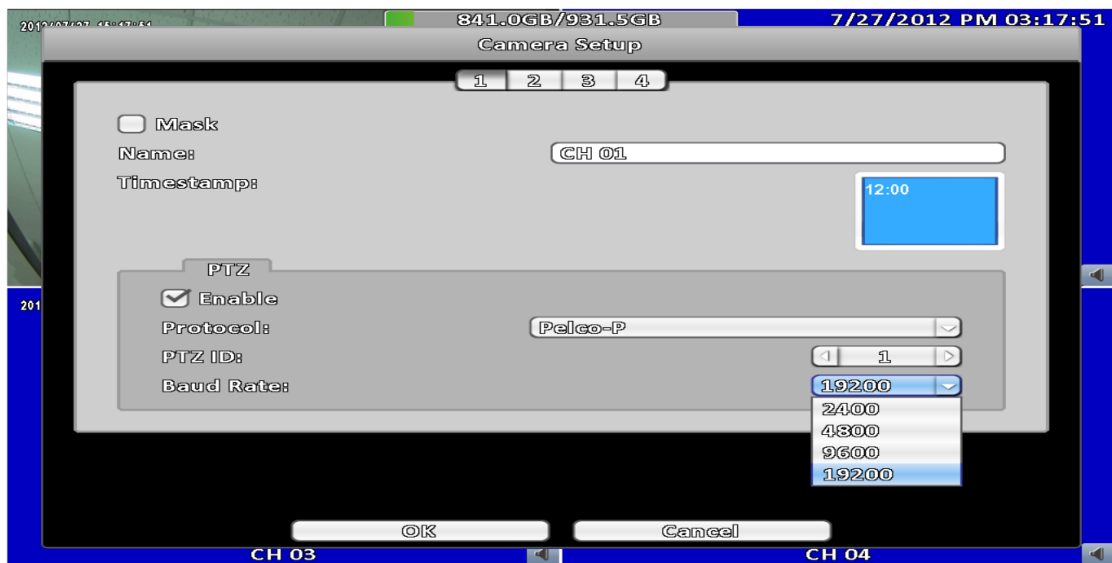 841.0GB/931.5GB
7/27/2012 PM 03:17:51
Camera Setup
1 2 3 4
Mask
Name: CH 01
Timestamp:
12:00
PTZ
Enable
201
Protocol: Pelco-P
PTZ ID: 1
Baud Rate: 19200
2400
4800
9600
19200
OK Cancel
CH 03 CH 04